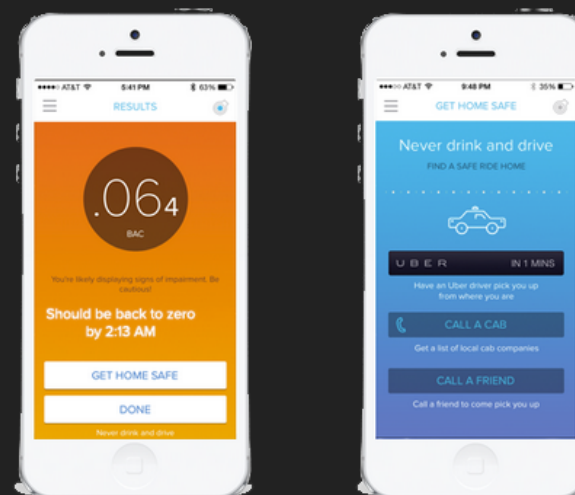 AT&T 5:41 PM 63%
RESULTS
.064
BAC
You're likely displaying signs of impairment. Be
cautious!
Should be back to zero
by 2:13 AM
GET HOME SAFE
DONE
Never drink and drive
AT&T 9:48 PM 35%
GET HOME SAFE
Never drink and drive
FIND A SAFE RIDE HOME
UBER IN 1 MINS
Have an Uber driver pick you up
from where you are
CALL A CAB
Get a list of local cab companies
CALL A FRIEND
Call a friend to come pick you up